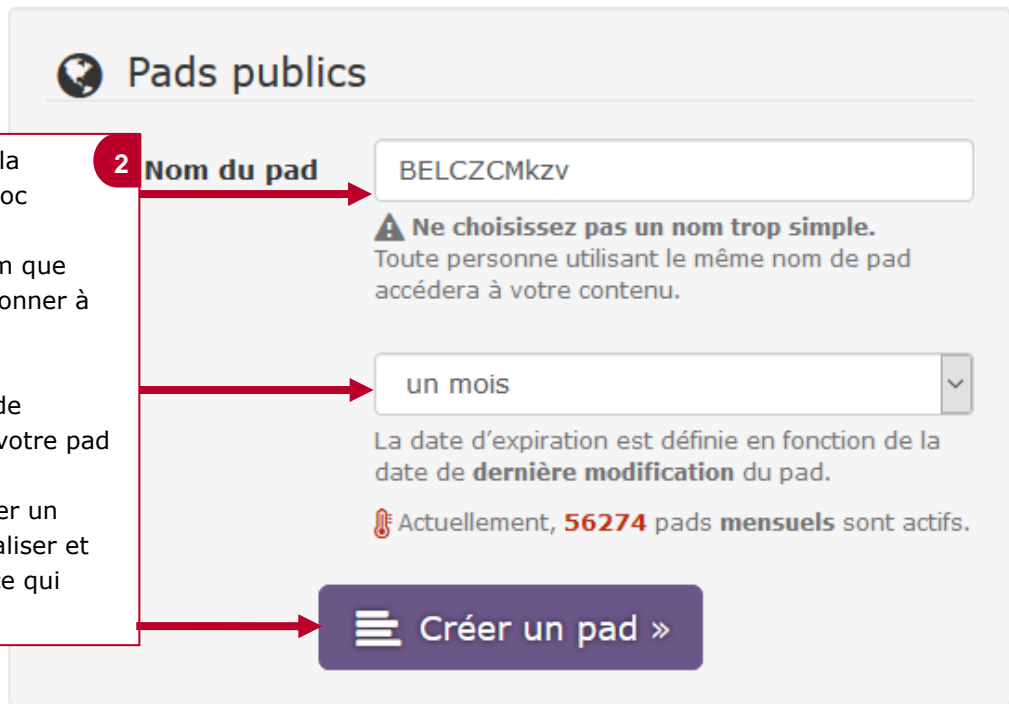 Pads publics
la
oc
m que
onner à
de
votre pad
er un
aliser et
ce qui
2
Nom du pad
BELCZCMkzv
Ne choisissez pas un nom trop simple.
Toute personne utilisant le même nom de pad
accédera à votre contenu.
un mois
La date d’expiration est définie en fonction de la
date de dernière modification du pad.
Actuellement, 56274 pads mensuels sont actifs.
Créer un pad »